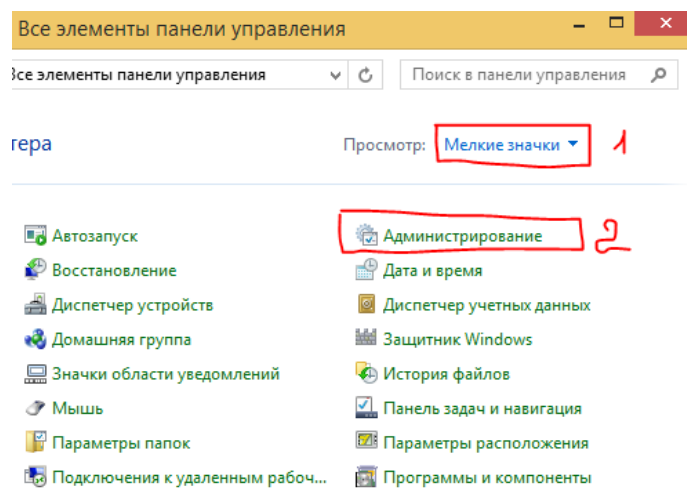 Все элементы панели управления
Все элементы панели управления
Поиск в панели управления
тера
Просмотр: Мелкие значки 1
Автозапуск
Администрирование 2
Восстановление
Дата и время
Диспетчер устройств
Диспетчер учетных данных
Домашняя группа
Защитник Windows
Значки области уведомлений
История файлов
Мышь
Панель задач и навигация
Параметры папок
Параметры расположения
Подключения к удаленным рабоч...
Программы и компоненты